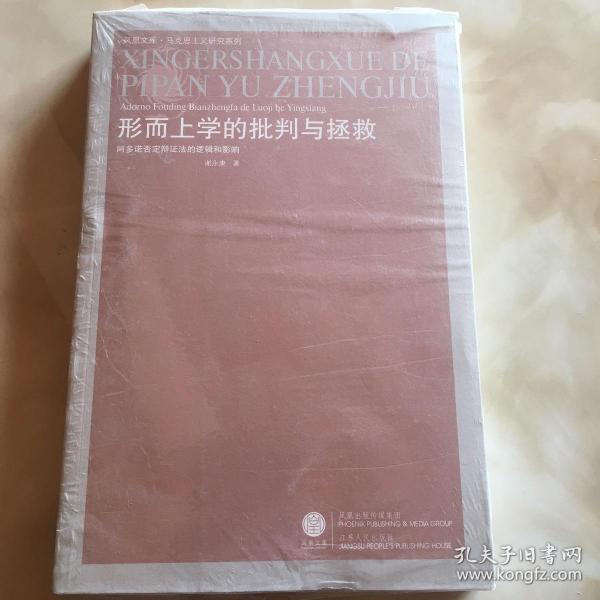 凤凰文库·马克思主义研究系列
XINGERSHANGXUE DE
PIPAN YU ZHENGJIU
Adorno Fouding Bianzhengfa de Luoji he Yingxiang
形而上学的批判与拯救
阿多诺否定辩证法的逻辑和影响
谢永康 著
凤凰出版传媒集团
PHOENIX PUBLISHING & MEDIA GROUP
江苏人民出版社
JIANGSU PEOPLE'S PUBLISHING HOUSE
凤凰文库
孔夫子旧书网
www.kongfz.com